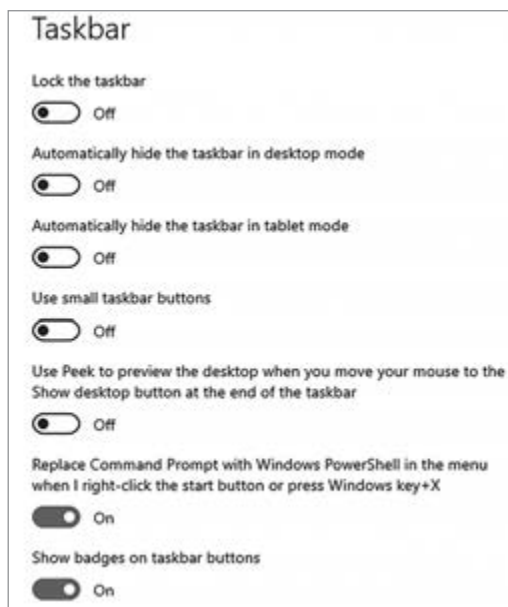 Taskbar
Lock the taskbar
Off
Automatically hide the taskbar in desktop mode
Off
Automatically hide the taskbar in tablet mode
Off
Use small taskbar buttons
Off
Use Peek to preview the desktop when you move your mouse to the
Show desktop button at the end of the taskbar
Off
Replace Command Prompt with Windows PowerShell in the menu
when I right-click the start button or press Windows key+X
On
Show badges on taskbar buttons
On